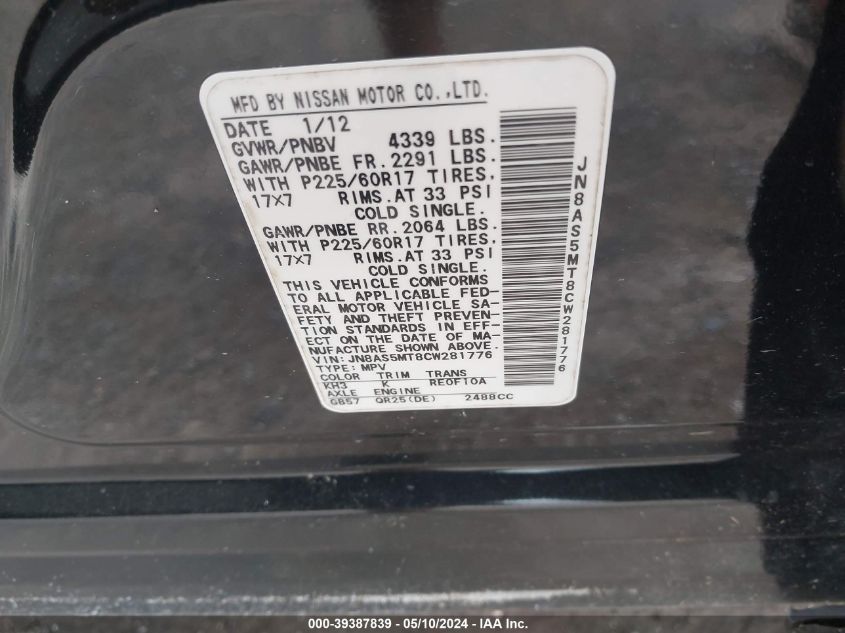 MFD BY NISSAN MOTOR CO.,LTD.
DATE 1/12
GVWR/PNBV 4339 LBS.
GAWR/PNBE FR.2291 LBS.
WITH P225/60R17 TIRES,
17X7 RIMS.AT 33 PSI
COLD SINGLE.
GAWR/PNBE RR.2064 LBS.
WITH P225/60R17 TIRES,
17X7 RIMS.AT 33 PSI
COLD SINGLE.
THIS VEHICLE CONFORMS
TO ALL APPLICABLE FED-
ERAL MOTOR VEHICLE SA-
FETY AND THEFT PREVEN-
TION STANDARDS IN EFF-
ECT ON THE DATE OF MA-
NUFACTURE SHOWN ABOVE.
VIN: JN8AS5MT8CW281776
TYPE: MPV
COLOR TRIM TRANS
KH3 K RE0F10A
AXLE ENGINE
GB57 QR25(DE) 2488CC
JN8AS5MT8CW281776
000-39387839 - 05/10/2024 - IAA Inc.